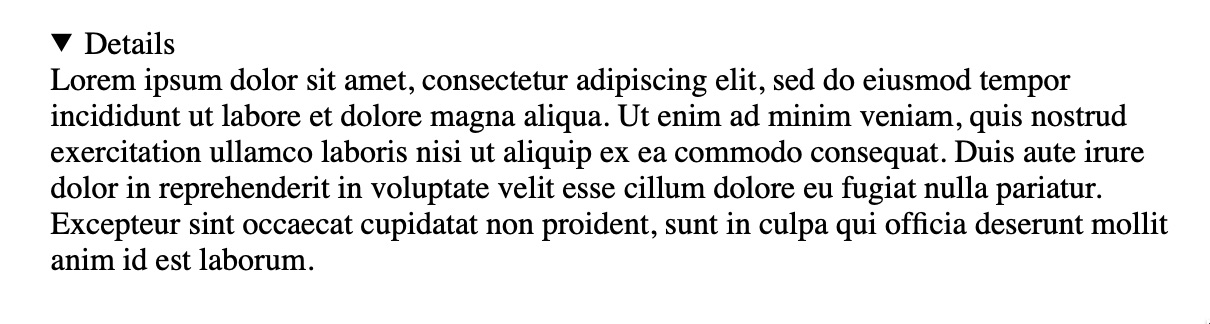 ▼ Details
Lorem ipsum dolor sit amet, consectetur adipiscing elit, sed do eiusmod tempor
incididunt ut labore et dolore magna aliqua. Ut enim ad minim veniam, quis nostrud
exercitation ullamco laboris nisi ut aliquip ex ea commodo consequat. Duis aute irure
dolor in reprehenderit in voluptate velit esse cillum dolore eu fugiat nulla pariatur.
Excepteur sint occaecat cupidatat non proident, sunt in culpa qui officia deserunt mollit
anim id est laborum.